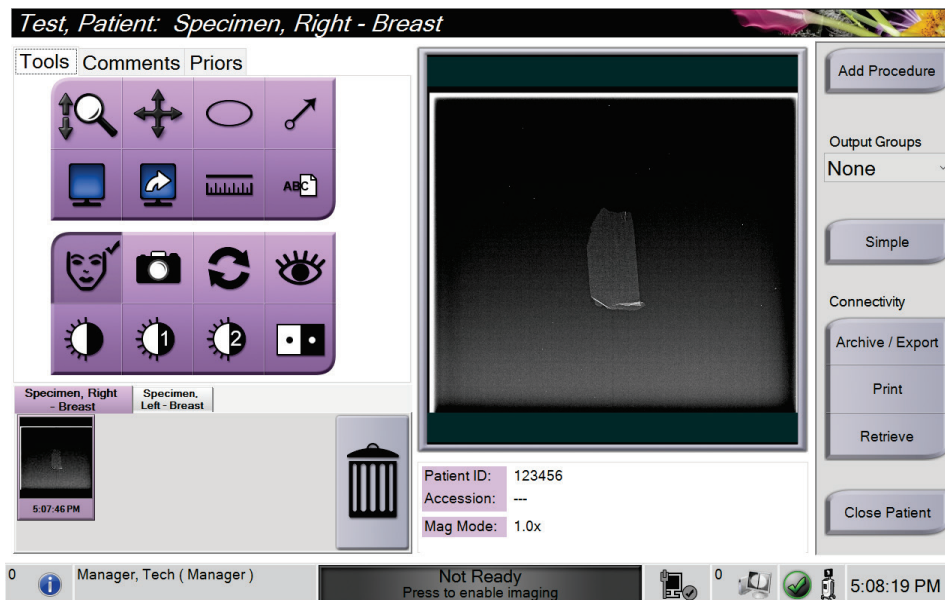 Test, Patient: Specimen, Right - Breast
Tools Comments Priors
ABC
1
2
Specimen, Right
- Breast
Specimen,
Left - Breast
5:07:46 PM
Patient ID: 123456
Accession: ---
Mag Mode: 1.0x
Add Procedure
Output Groups
None
Simple
Connectivity
Archive / Export
Print
Retrieve
Close Patient
0
Manager, Tech ( Manager )
Not Ready
Press to enable imaging
0
5:08:19 PM